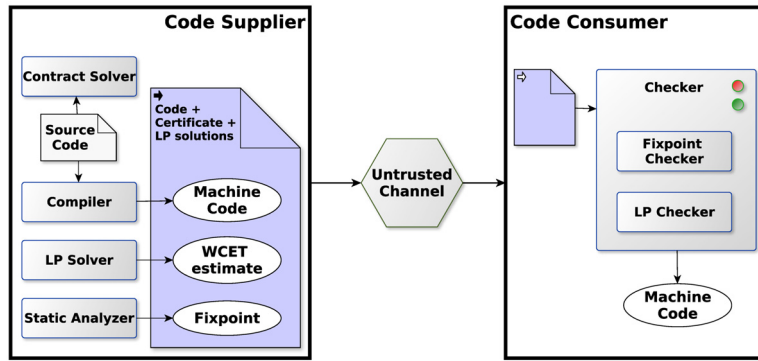 Code Supplier
Contract Solver
Source
Code
Compiler
LP Solver
Static Analyzer
Code +
Certificate +
LP solutions
Machine
Code
WCET
estimate
Fixpoint
Untrusted
Channel
Code Consumer
Checker
Fixpoint
Checker
LP Checker
Machine
Code